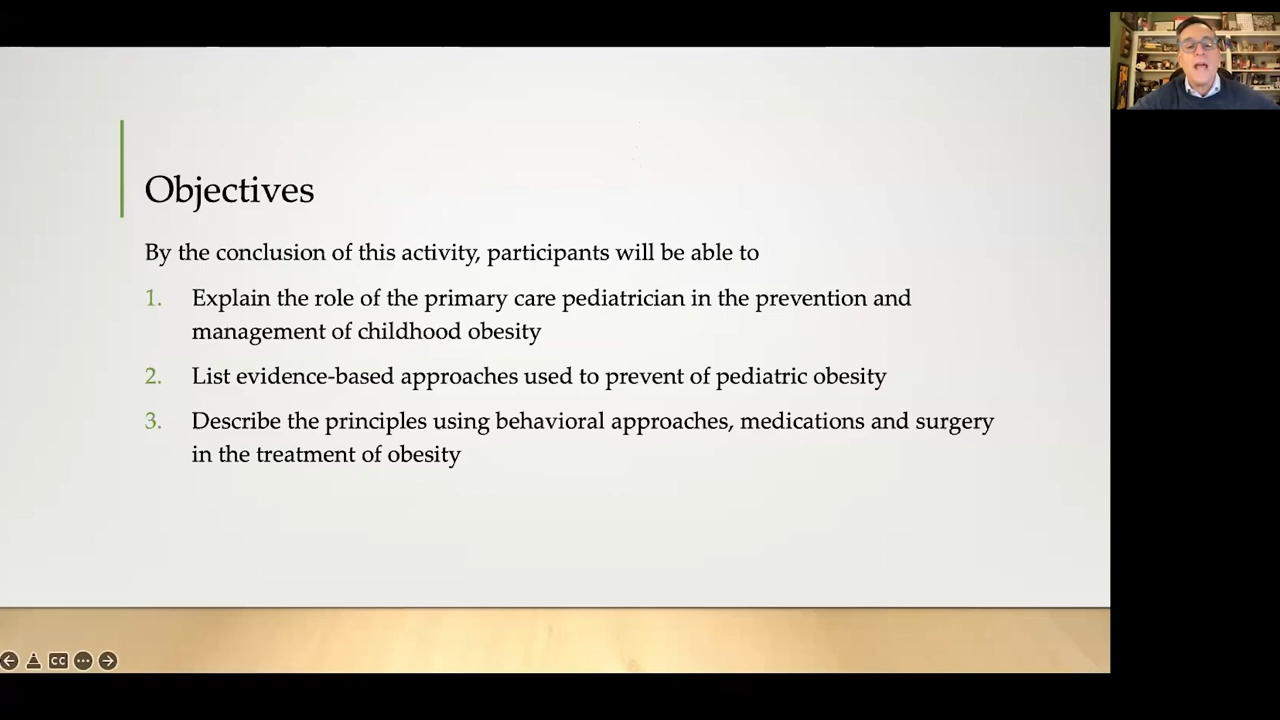 Objectives
By the conclusion of this activity, participants will be able to
1. Explain the role of the primary care pediatrician in the prevention and
management of childhood obesity
2. List evidence-based approaches used to prevent of pediatric obesity
3. Describe the principles using behavioral approaches, medications and surgery
in the treatment of obesity
CC